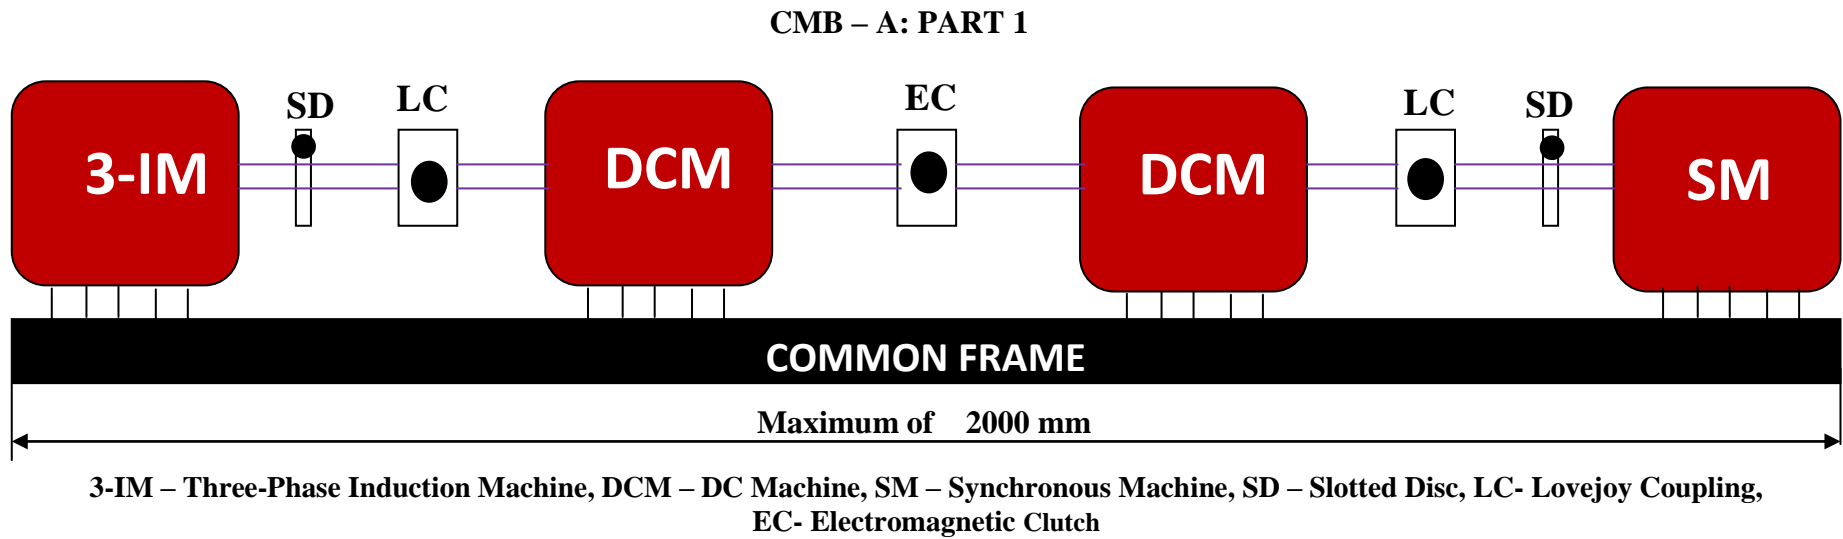 CMB – A: PART 1
SD LC EC LC SD
3-IM DCM DCM SM
COMMON FRAME
Maximum of 2000 mm
3-IM – Three-Phase Induction Machine, DCM – DC Machine, SM – Synchronous Machine, SD – Slotted Disc, LC- Lovejoy Coupling,
EC- Electromagnetic Clutch